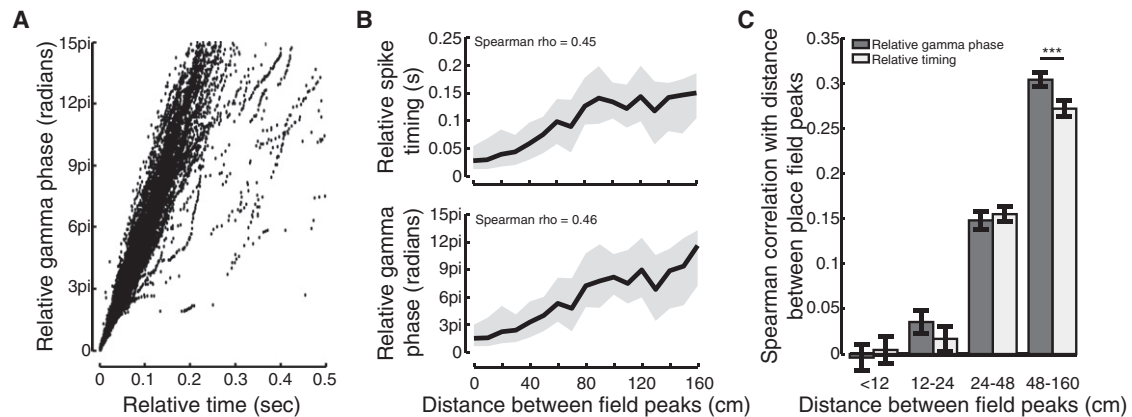 A
Relative gamma phase (radians)
15pi
12pi
9pi
6pi
3pi
0
0 0.1 0.2 0.3 0.4 0.5
Relative time (sec)
B
Relative spike
timing (s)
Spearman rho = 0.45
0.25
0.20
0.15
0.1
0.05
0
Relative gamma
phase (radians)
Spearman rho = 0.46
15pi
12pi
9pi
6pi
3pi
0
0 40 80 120 160
Distance between field peaks (cm)
C
Spearman correlation with distance
between place field peaks
0.35
0.3
0.25
0.2
0.15
0.1
0.05
0
Relative gamma phase
Relative timing
***
<12 12-24 24-48 48-160
Distance between field peaks (cm)